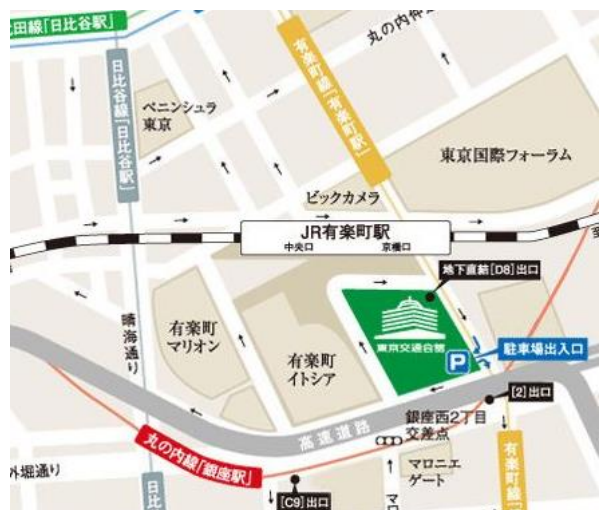 田線「日比谷駅」
日比谷線「日比谷駅」
有楽町線「有楽町駅」
丸の内仲
ペニンシュラ
東京
東京国際フォーラム
ビックカメラ
JR有楽町駅
中央口
京橋口
至
地下直結[D8]出口
晴海通り
有楽町
マリオン
有楽町
イトシア
東京交通会館
P
駐車場出入口
[2]出口
高速道路
銀座西2丁目
交差点
丸の内線「銀座駅」
外堀通り
マロニエ
ゲート
有楽町線「
日比
[C9]出口
マロ